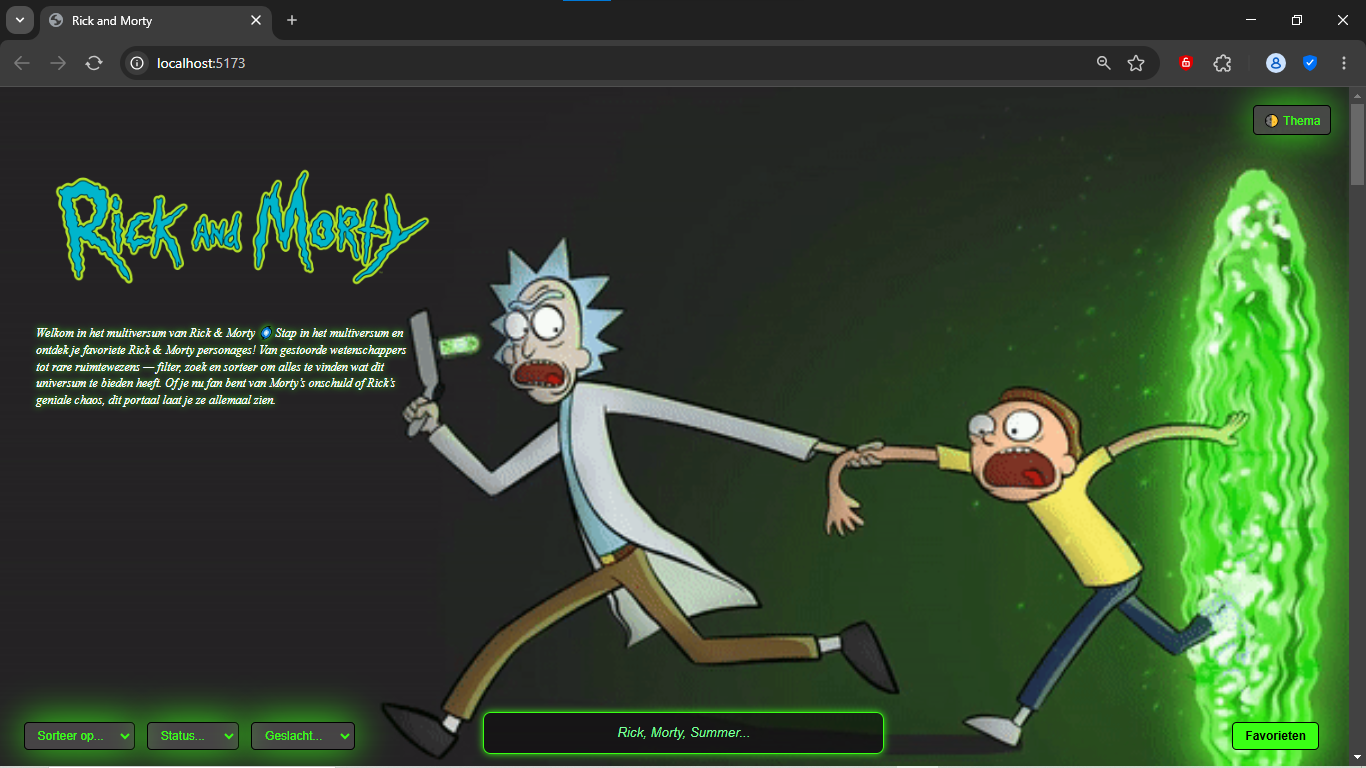 Rick and Morty
localhost:5173
Thema
Rick and Morty
Welkom in het multiversum van Rick & Morty Stap in het multiversum en
ontdek je favoriete Rick & Morty personages! Van gestoorde wetenschappers
tot rare ruimtewezens — filter, zoek en sorteer om alles te vinden wat dit
universum te bieden heeft. Of je nu fan bent van Morty's onschuld of Rick's
geniale chaos, dit portaal laat je ze allemaal zien.
Sorteer op...
Status...
Geslacht...
Rick, Morty, Summer...
Favorieten